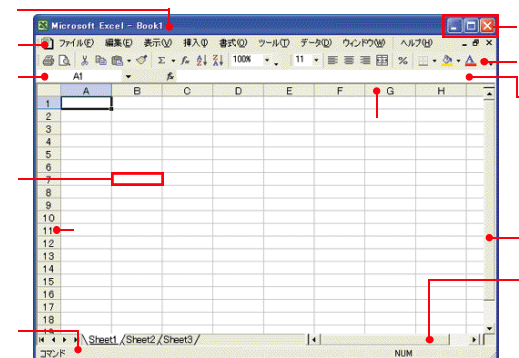 Microsoft Excel - Book1
ファイル(F) 編集(E) 表示(V) 挿入(I) 書式(O) ツール(T) データ(D) ウィンドウ(W) ヘルプ(H)
Σ fx 100% 11 %
A1 fx
A B C D E F G H
1
2
3
4
5
6
7
8
9
10
11
12
13
14
15
16
17
18
19
Sheet1 Sheet2 Sheet3
コマンド NUM